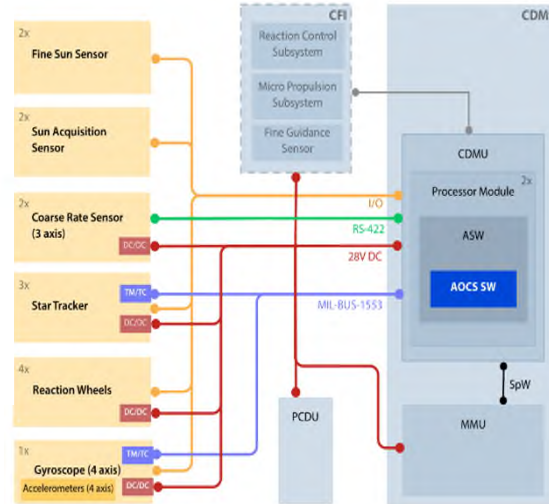 2x
Fine Sun Sensor
2x
Sun Acquisition
Sensor
2x
Coarse Rate Sensor
(3 axis)
DC/DC
3x
TM/TC
Star Tracker
DC/DC
4x
Reaction Wheels
DC/DC
1x
TM/TC
Gyroscope (4 axis)
Accelerometers (4 axis)
DC/DC
CFI
Reaction Control
Subsystem
Micro Propulsion
Subsystem
Fine Guidance
Sensor
I/O
RS-422
28V DC
MIL-BUS-1553
PCDU
CDM
CDMU
2x
Processor Module
ASW
AOCS SW
SpW
MMU